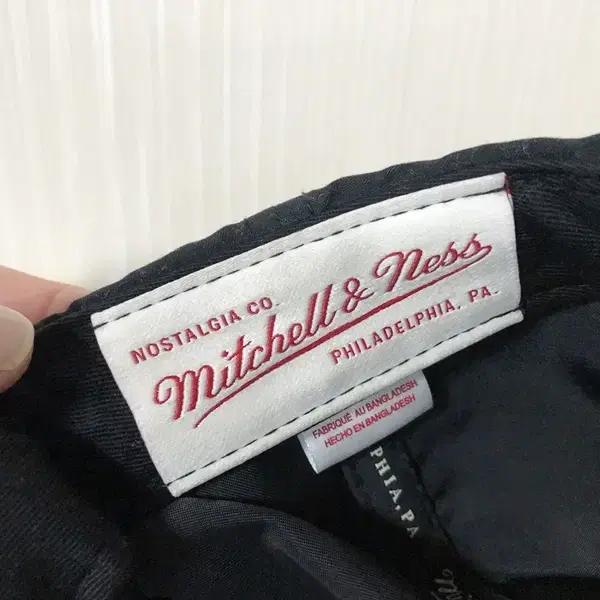 NOSTALGIA CO.
Mitchell & Ness
PHILADELPHIA, PA.
FABRIQUÉ AU BANGLADESH
HECHO EN BANGLADESH
PHIA, PA